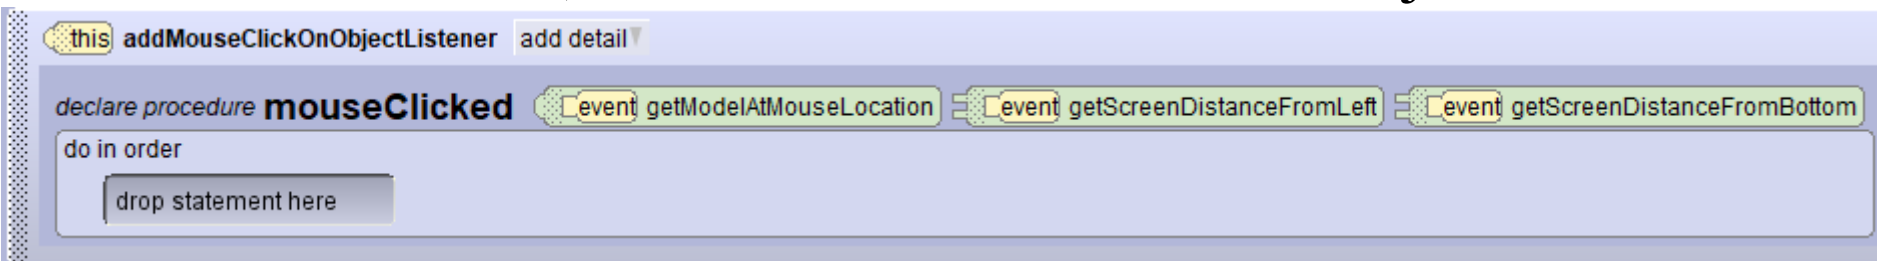 this addMouseClickOnObjectListener add detail
declare procedure mouseClicked event getModelAtMouseLocation event getScreenDistanceFromLeft event getScreenDistanceFromBottom
do in order
drop statement here